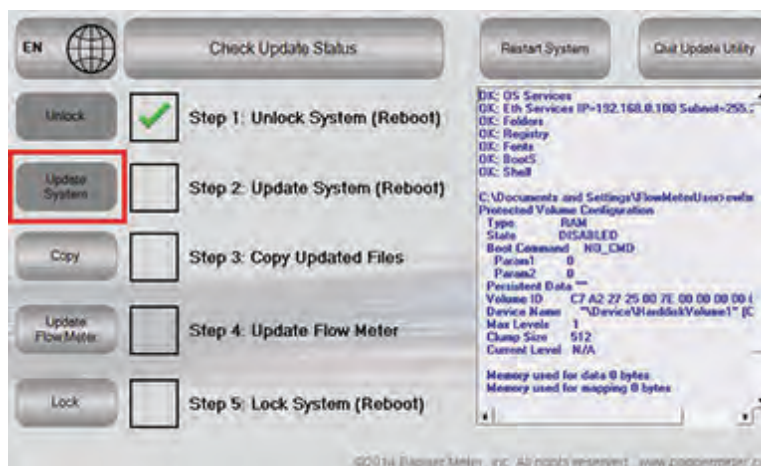 EN
Check Update Status
Restart System
Quit Update Utility
Unlock
Step 1: Unlock System (Reboot)
Update
System
Step 2: Update System (Reboot)
Copy
Step 3: Copy Updated Files
Update
Flow Meter
Step 4: Update Flow Meter
Lock
Step 5: Lock System (Reboot)
OK: OS Services
OK: Eth Services IP=192.168.0.100 Subnet=255.
OK: Folders
OK: Registry
OK: Fonts
OK: BootS
OK: Shell
C:\Documents and Settings\FlowMeterUser>ewfm
Protected Volume Configuration
Type RAM
State DISABLED
Boot Command NO_CMD
Param1 0
Param2 0
Persistent Data ""
Volume ID C7 A2 27 25 00 7E 00 00 00 00
Device Name "\Device\HarddiskVolume1" [C
Max Levels 1
Clump Size 512
Current Level N/A
Memory used for data 0 bytes
Memory used for mapping 0 bytes
Meter, Inc. All rights reserved.